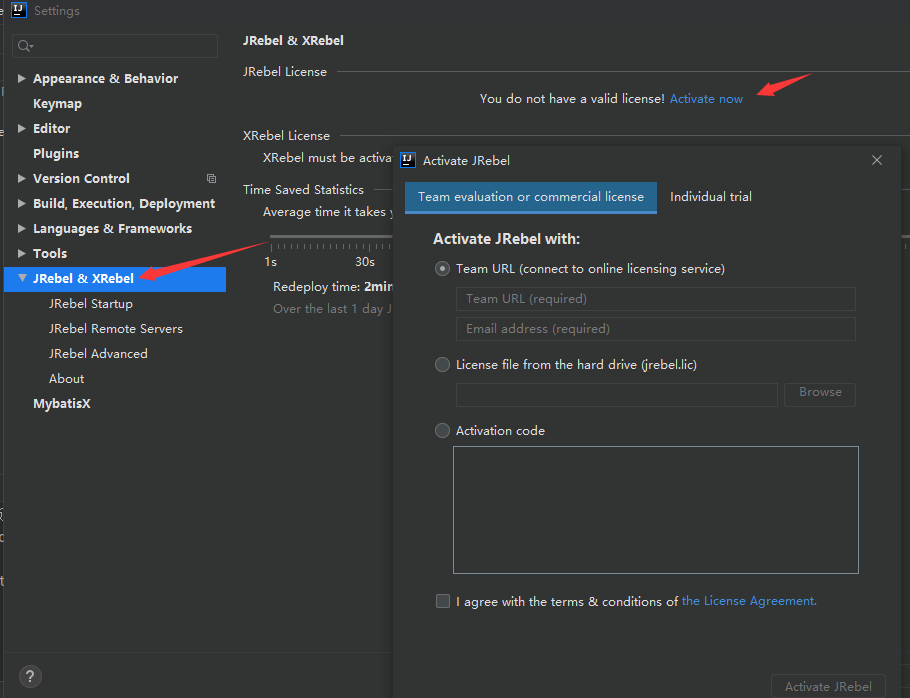 Settings
JRebel & XRebel
JRebel License
Appearance & Behavior
You do not have a valid license! Activate now
Keymap
Editor
XRebel License
Plugins
XRebel must be activa
Version Control
Time Saved Statistics
Build, Execution, Deployment
Average time it takes y
Languages & Frameworks
Tools
1s 30s
JRebel & XRebel
Redeploy time: 2min
JRebel Startup
Over the last 1 day J
JRebel Remote Servers
JRebel Advanced
About
MybatisX
?
IJ
Activate JRebel
Team evaluation or commercial license
Individual trial
Activate JRebel with:
Team URL (connect to online licensing service)
Team URL (required)
Email address (required)
License file from the hard drive (jrebel.lic)
Browse
Activation code
I agree with the terms & conditions of the License Agreement.
Activate JRebel